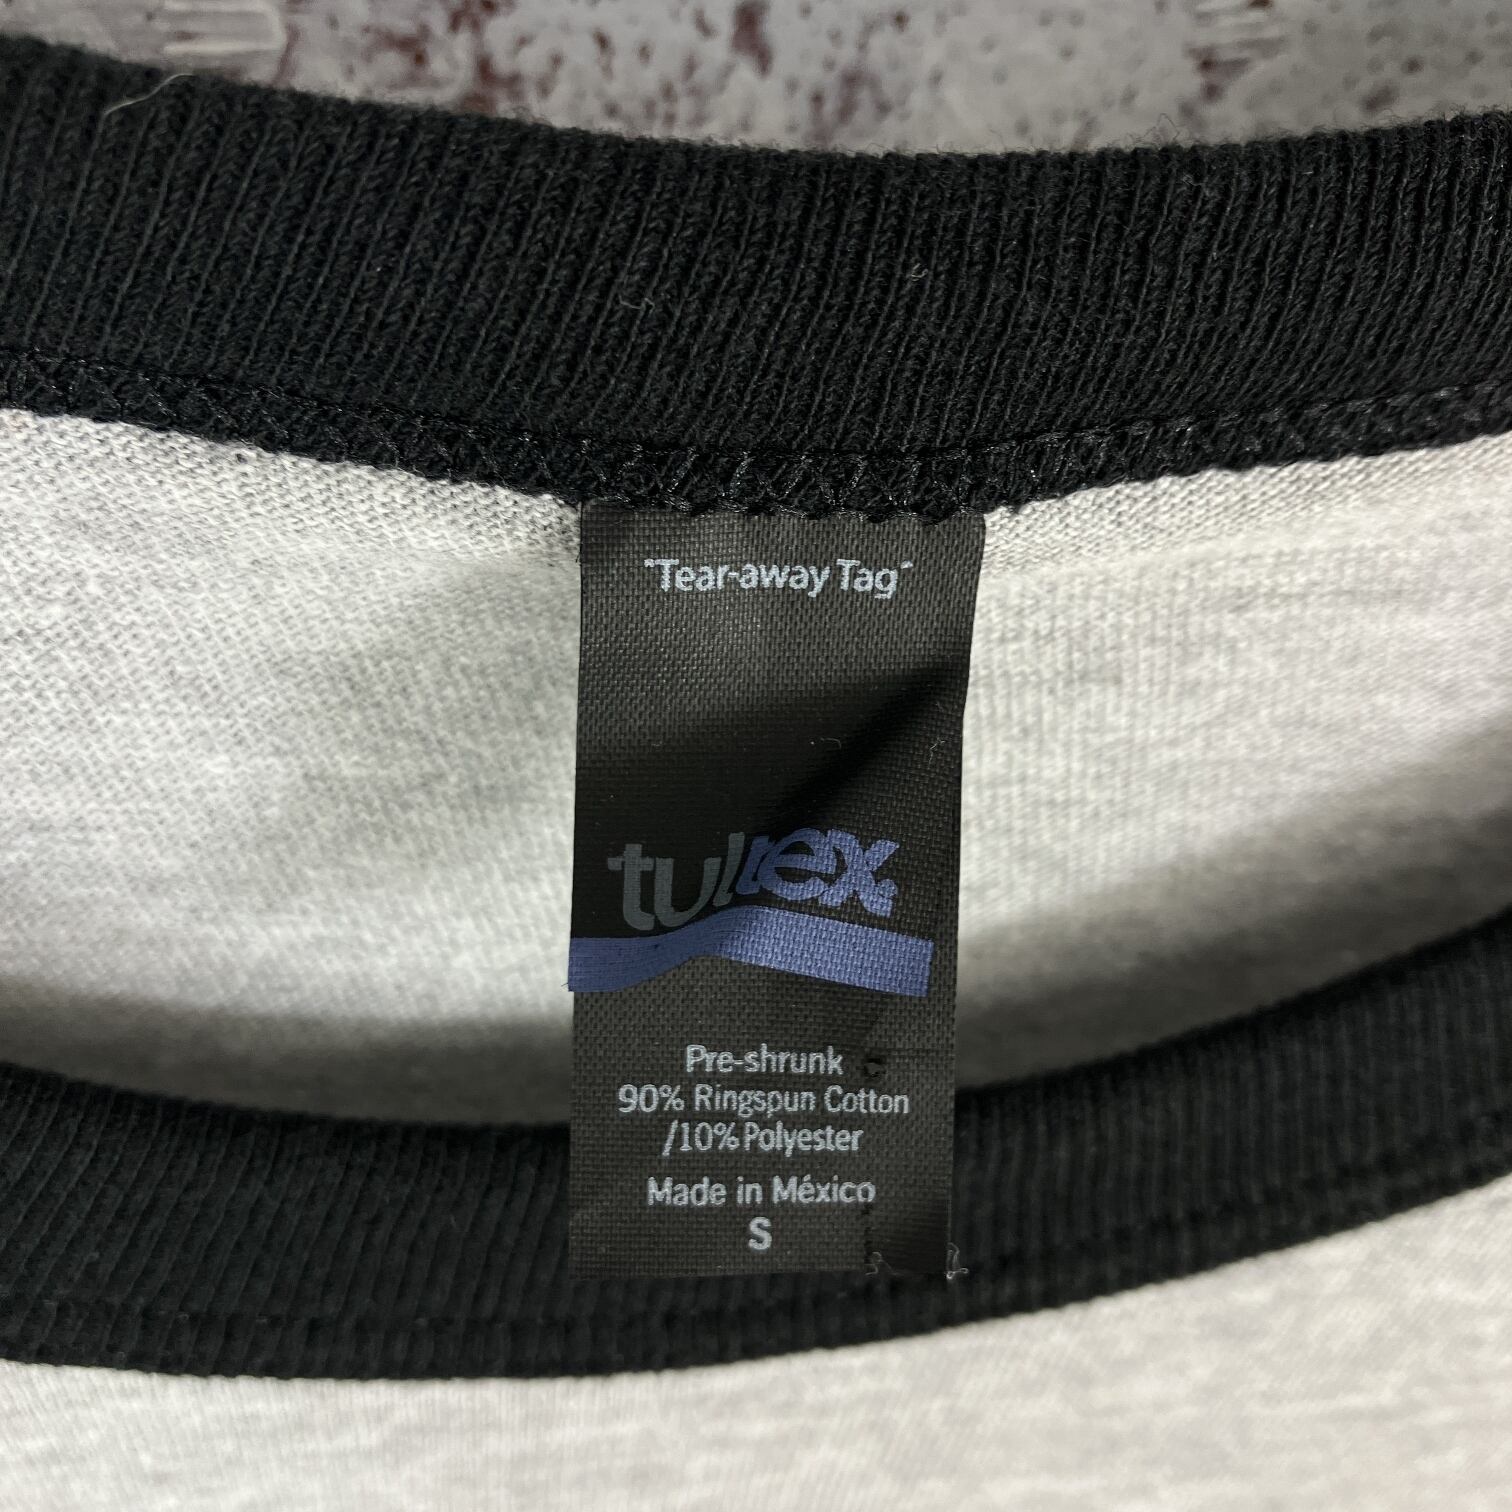 "Tear-away Tag"
tultex
Pre-shrunk
90% Ringspun Cotton
/10% Polyester
Made in México
S